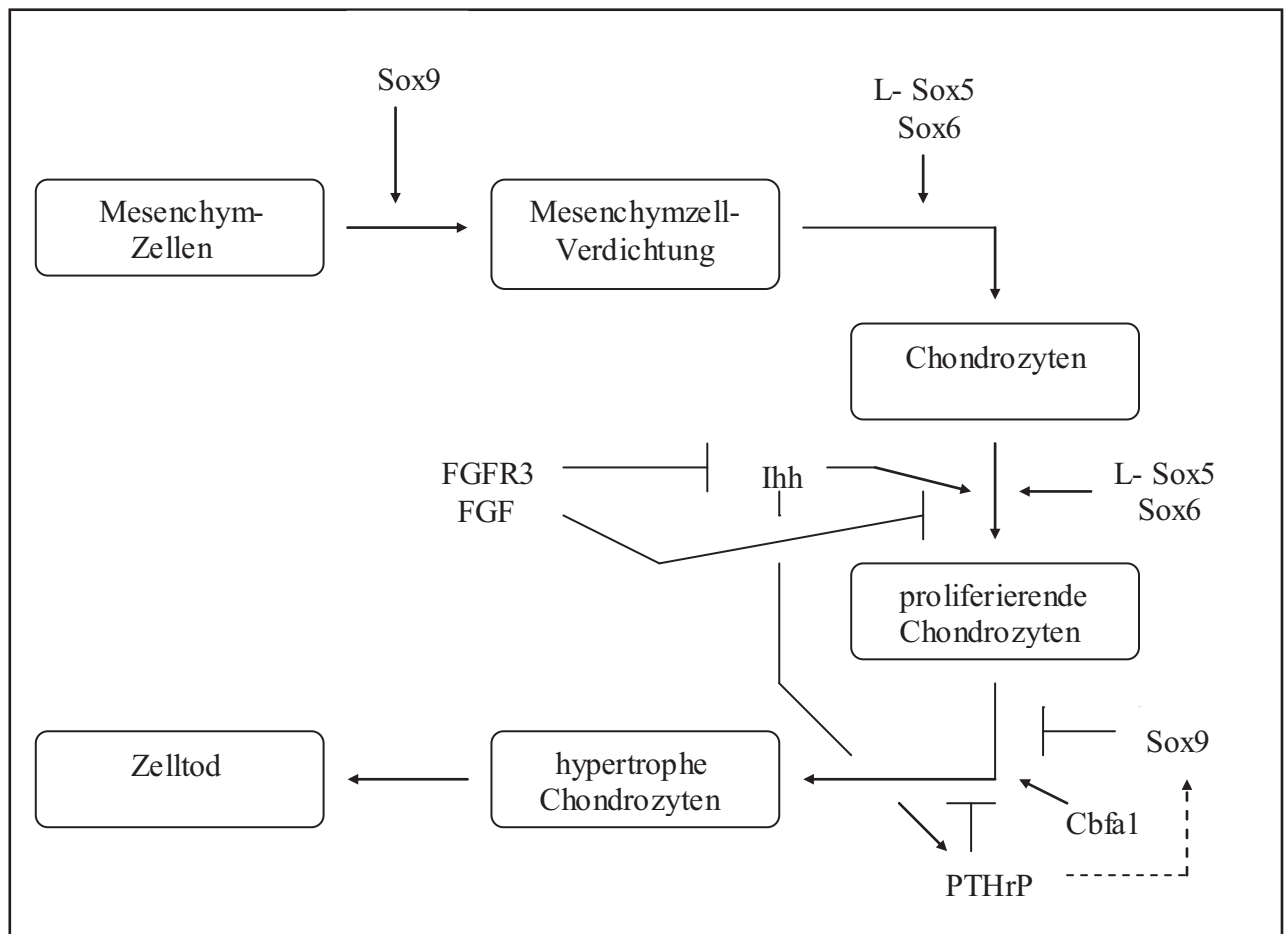 Sox9
L- Sox5
Sox6
Mesenchym-
Zellen
Mesenchymzell-
Verdichtung
Chondrozyten
FGFR3
FGF
Ihh
L- Sox5
Sox6
proliferierende
Chondrozyten
Zelltod
hypertrophe
Chondrozyten
Sox9
Cbfa1
PTHrP